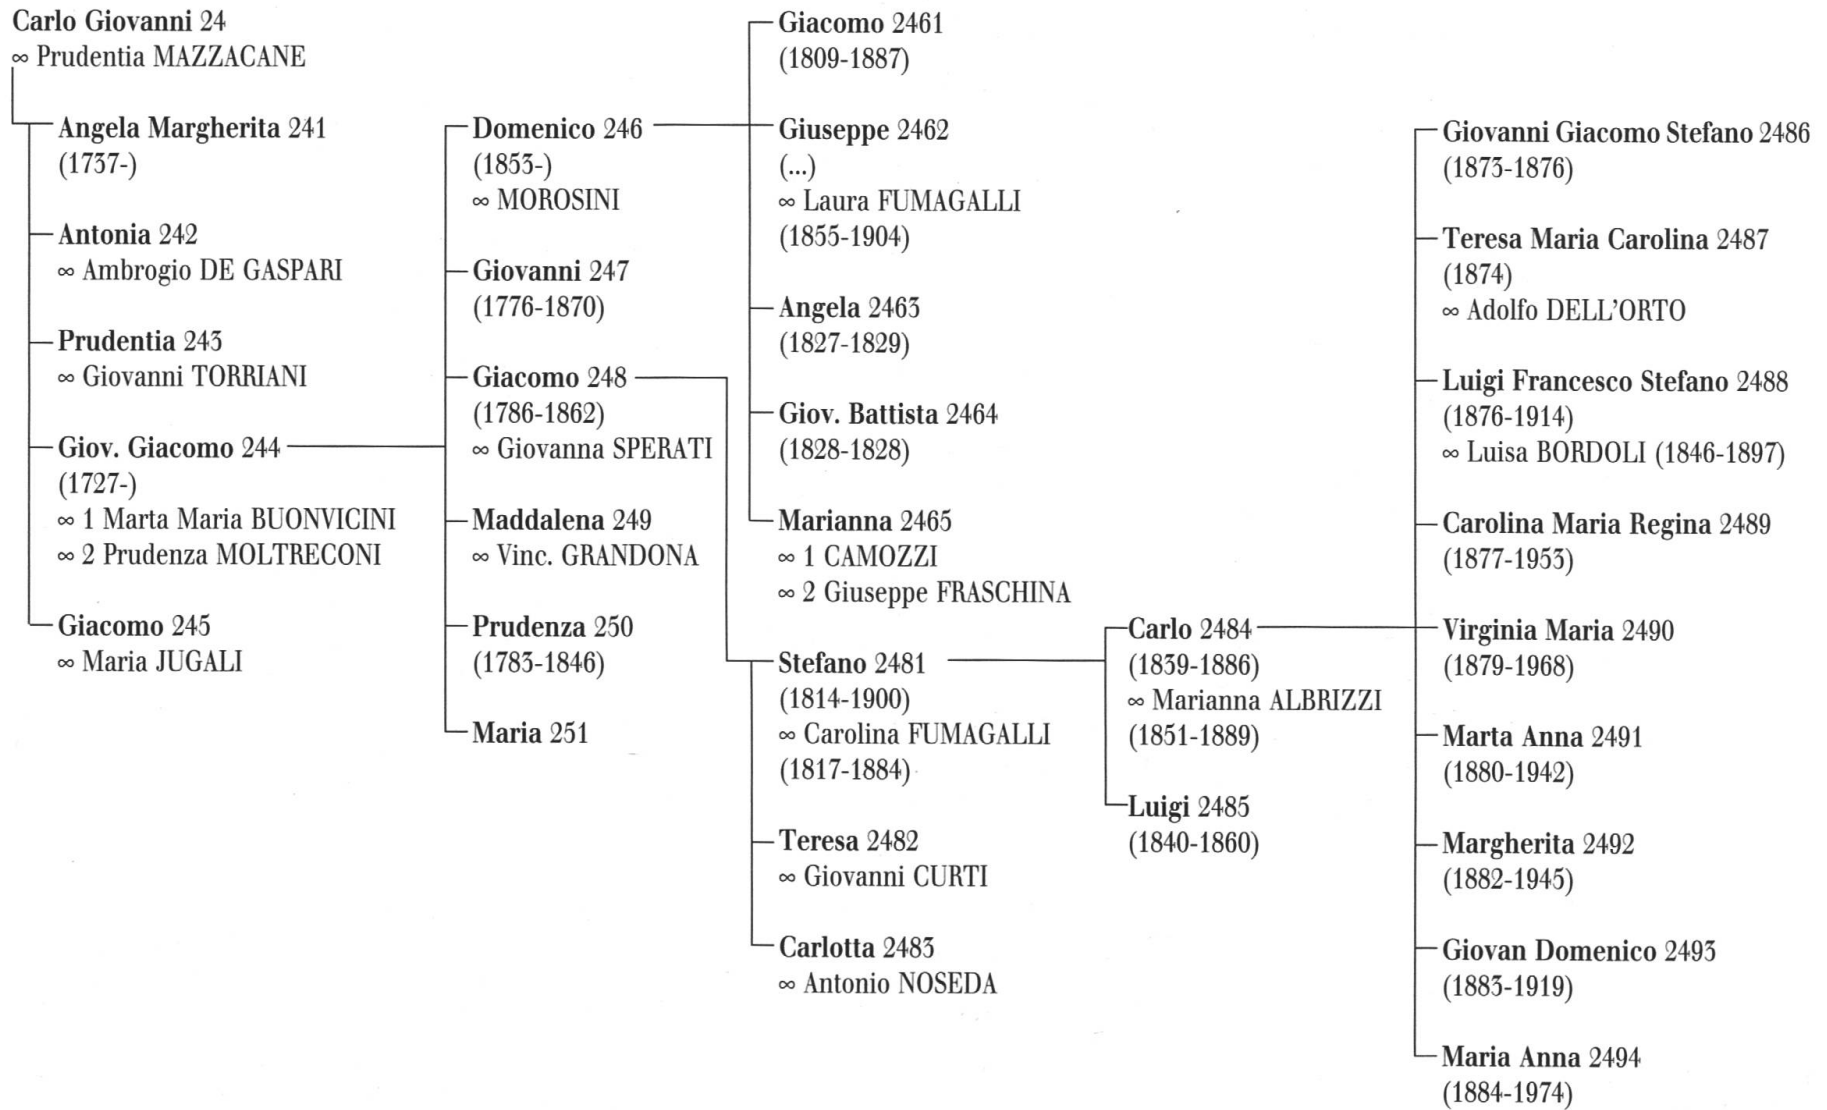 Carlo Giovanni 24
∞ Prudentia MAZZACANE
Angela Margherita 241
(1737-)
Antonia 242
∞ Ambrogio DE GASPARI
Prudentia 243
∞ Giovanni TORRIANI
Giov. Giacomo 244
(1727-)
∞ 1 Marta Maria BUONVICINI
∞ 2 Prudenza MOLTRECONI
Giacomo 245
∞ Maria JUGALI
Domenico 246
(1853-)
∞ MOROSINI
Giovanni 247
(1776-1870)
Giacomo 248
(1786-1862)
∞ Giovanna SPERATI
Maddalena 249
∞ Vinc. GRANDONA
Prudenza 250
(1783-1846)
Maria 251
Giacomo 2461
(1809-1887)
Giuseppe 2462
(...)
∞ Laura FUMAGALLI
(1855-1904)
Angela 2463
(1827-1829)
Giov. Battista 2464
(1828-1828)
Marianna 2465
∞ 1 CAMOZZI
∞ 2 Giuseppe FRASCHINA
Stefano 2481
(1814-1900)
∞ Carolina FUMAGALLI
(1817-1884)
Teresa 2482
∞ Giovanni CURTI
Carlotta 2483
∞ Antonio NOSEDA
Carlo 2484
(1839-1886)
∞ Marianna ALBRIZZI
(1851-1889)
Luigi 2485
(1840-1860)
Giovanni Giacomo Stefano 2486
(1873-1876)
Teresa Maria Carolina 2487
(1874)
∞ Adolfo DELL'ORTO
Luigi Francesco Stefano 2488
(1876-1914)
∞ Luisa BORDOLI (1846-1897)
Carolina Maria Regina 2489
(1877-1953)
Virginia Maria 2490
(1879-1968)
Marta Anna 2491
(1880-1942)
Margherita 2492
(1882-1945)
Giovan Domenico 2493
(1883-1919)
Maria Anna 2494
(1884-1974)